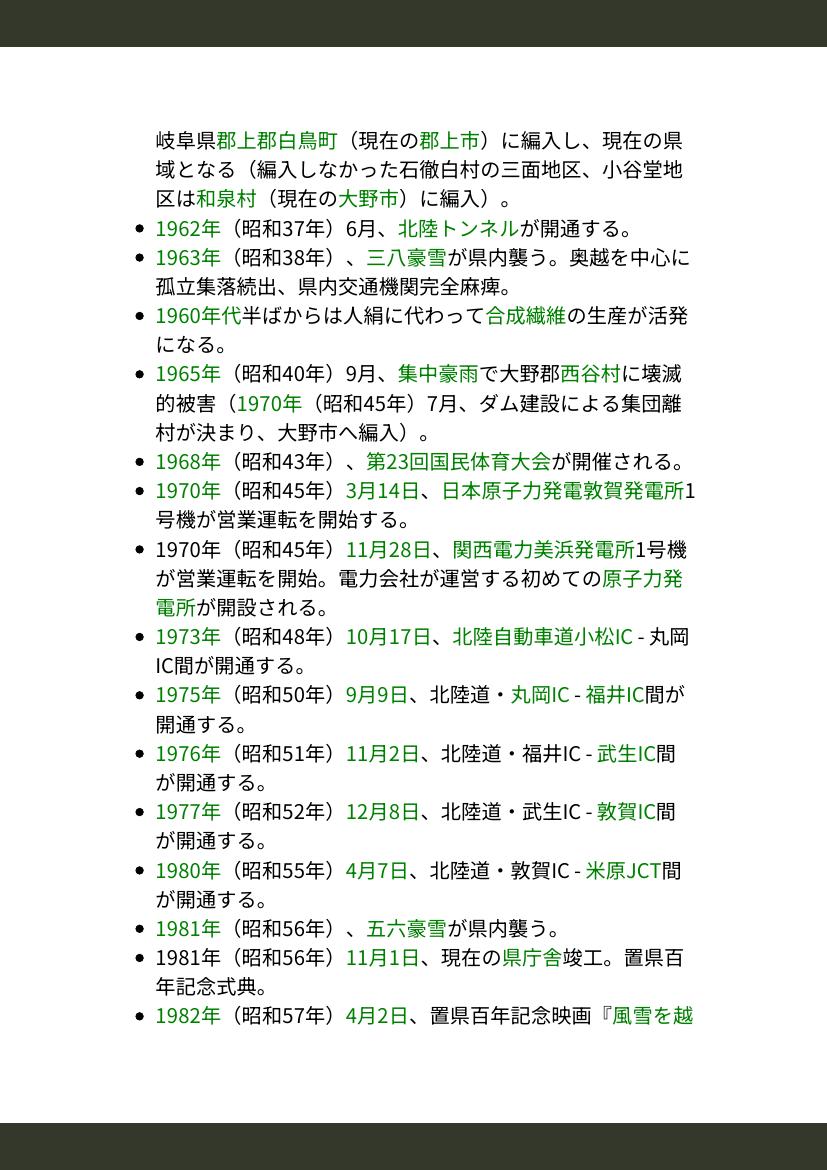 岐阜県郡上郡白鳥町（現在の郡上市）に編入し、現在の県
域となる（編入しなかった石徹白村の三面地区、小谷堂地
区は和泉村（現在の大野市）に編入）。
• 1962年（昭和37年）6月、北陸トンネルが開通する。
• 1963年（昭和38年）、三八豪雪が県内襲う。奥越を中心に
孤立集落続出、県内交通機関完全麻痺。
• 1960年代半ばからは人絹に代わって合成繊維の生産が活発
になる。
• 1965年（昭和40年）9月、集中豪雨で大野郡西谷村に壊滅
的被害（1970年（昭和45年）7月、ダム建設による集団離
村が決まり、大野市へ編入）。
• 1968年（昭和43年）、第23回国民体育大会が開催される。
• 1970年（昭和45年）3月14日、日本原子力発電敦賀発電所1
号機が営業運転を開始する。
• 1970年（昭和45年）11月28日、関西電力美浜発電所1号機
が営業運転を開始。電力会社が運営する初めての原子力発
電所が開設される。
• 1973年（昭和48年）10月17日、北陸自動車道小松IC - 丸岡
IC間が開通する。
• 1975年（昭和50年）9月9日、北陸道・丸岡IC - 福井IC間が
開通する。
• 1976年（昭和51年）11月2日、北陸道・福井IC - 武生IC間
が開通する。
• 1977年（昭和52年）12月8日、北陸道・武生IC - 敦賀IC間
が開通する。
• 1980年（昭和55年）4月7日、北陸道・敦賀IC - 米原JCT間
が開通する。
• 1981年（昭和56年）、五六豪雪が県内襲う。
• 1981年（昭和56年）11月1日、現在の県庁舎竣工。置県百
年記念式典。
• 1982年（昭和57年）4月2日、置県百年記念映画『風雪を越